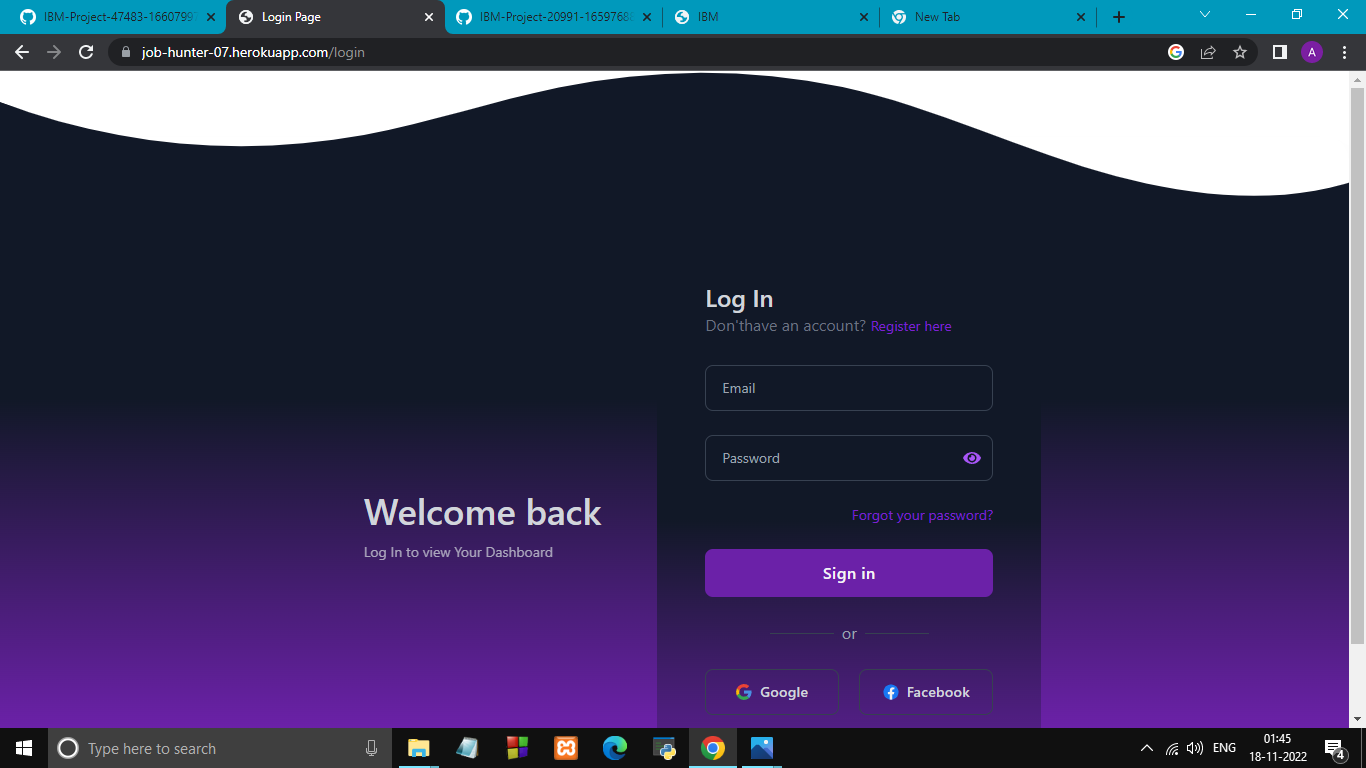 IBM-Project-47483-1660799
Login Page
IBM-Project-20991-1659768
IBM
New Tab
job-hunter-07.herokuapp.com/login
A
Log In
Don'thave an account? Register here
Email
Password
Forgot your password?
Welcome back
Log In to view Your Dashboard
Sign in
or
Google
Facebook
Type here to search
ENG
01:45
18-11-2022
4